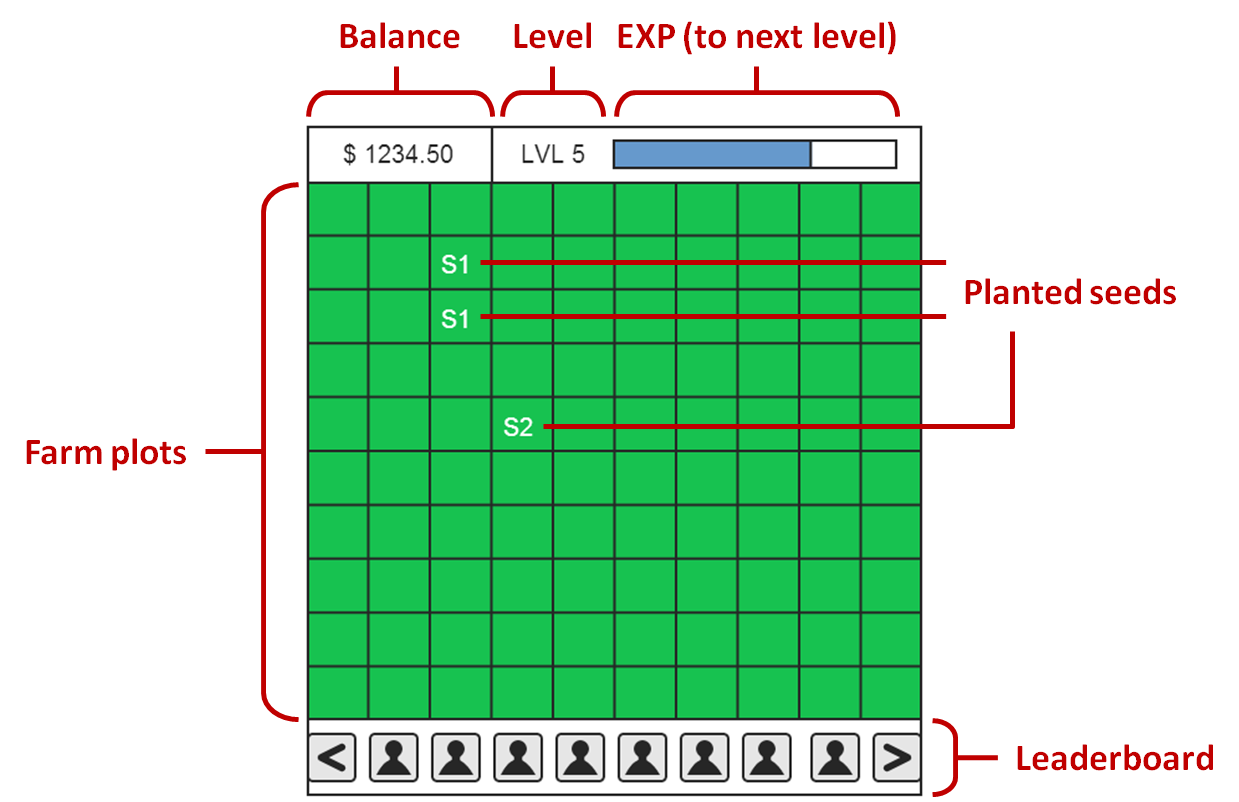 Balance
Level
EXP (to next level)
$ 1234.50
LVL 5
S1
S1
Planted seeds
S2
Farm plots
<
>
Leaderboard